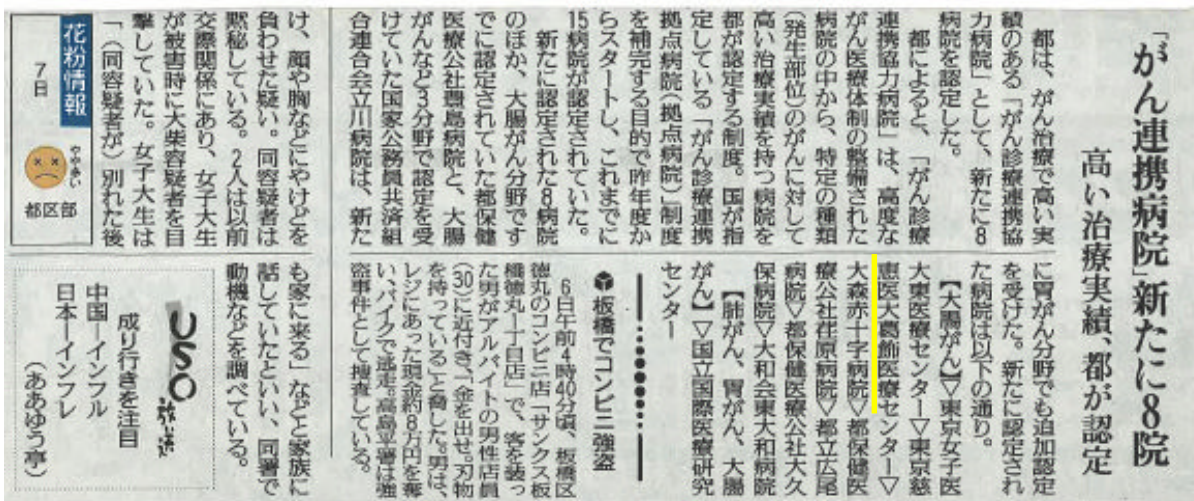 「がん連携病院」新たに8院
高い治療実績、都が認定
都は、がん治療で高い実
績のある「がん診療連携協
力病院」として、新たに8
病院を認定した。
都によると、「がん診療
連携協力病院」は、高度な
がん医療体制の整備された
病院の中から、特定の種類
（発生部位）のがんに対して
高い治療実績を持つ病院を
都が認定する制度。国が指
定している「がん診療連携
拠点病院（拠点病院）」制度
を補完する目的で昨年度か
らスタートし、これまでに
15病院が認定されていた。
新たに認定された8病院
のほか、大腸がん分野です
でに認定されていた都保健
医療公社豊島病院と、大腸
がんなど3分野で認定を受
けていた国家公務員共済組
合連合会立川病院は、新た
に胃がん分野でも追加認定
を受けた。新たに認定され
た病院は以下の通り。
【大腸がん】▽東京女子医
大東医療センター▽東京慈
恵医大葛飾医療センター▽
大森赤十字病院▽都保健医
療公社荏原病院▽都立広尾
病院▽都保健医療公社大久
保病院▽大和会東大和病院
【肺がん、胃がん、大腸
がん】▽国立国際医療研究
センター
板橋でコンビニ強盗
6日午前4時40分頃、板橋区
徳丸のコンビニ店「サンクス板
橋徳丸一丁目店」で、客を装っ
た男がアルバイトの男性店員
（30）に近付き、「金を出せ。刃物
を持っている」と脅した。男は、
レジにあった現金約8万円を奪
い、バイクで逃走。高島平署は強
盗事件として捜査している。
け、顔や胸などにやけどを
負わせた疑い。同容疑者は
黙秘している。2人は以前
交際関係にあり、女子大生
が被害時に大柴容疑者を目
撃していた。女子大生は
「（同容疑者が）別れた後
も家に来る」などと家族に
話していたといい、同署で
動機などを調べている。
花粉情報
7日
やや多い
都区部
USO
放送
成り行きを注目
中国―インフル
日本―インフレ
（ああゆう亭）